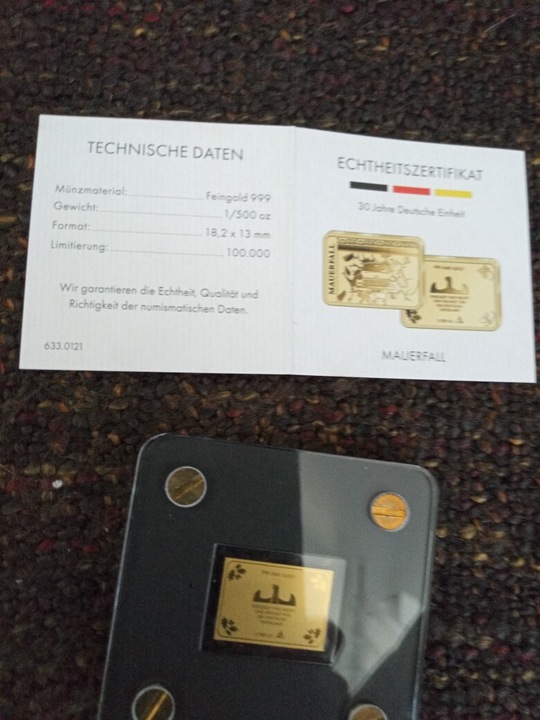 TECHNISCHE DATEN
Münzmaterial: Feingold 999
Gewicht: 1/500 oz
Format: 18,2 x 13 mm
Limitierung: 100.000
Wir garantieren die Echtheit, Qualität und
Richtigkeit der numismatischen Daten.
633.0121
ECHTHEITSZERTIFIKAT
30 Jahre Deutsche Einheit
MAUERFALL
MAUERFALL